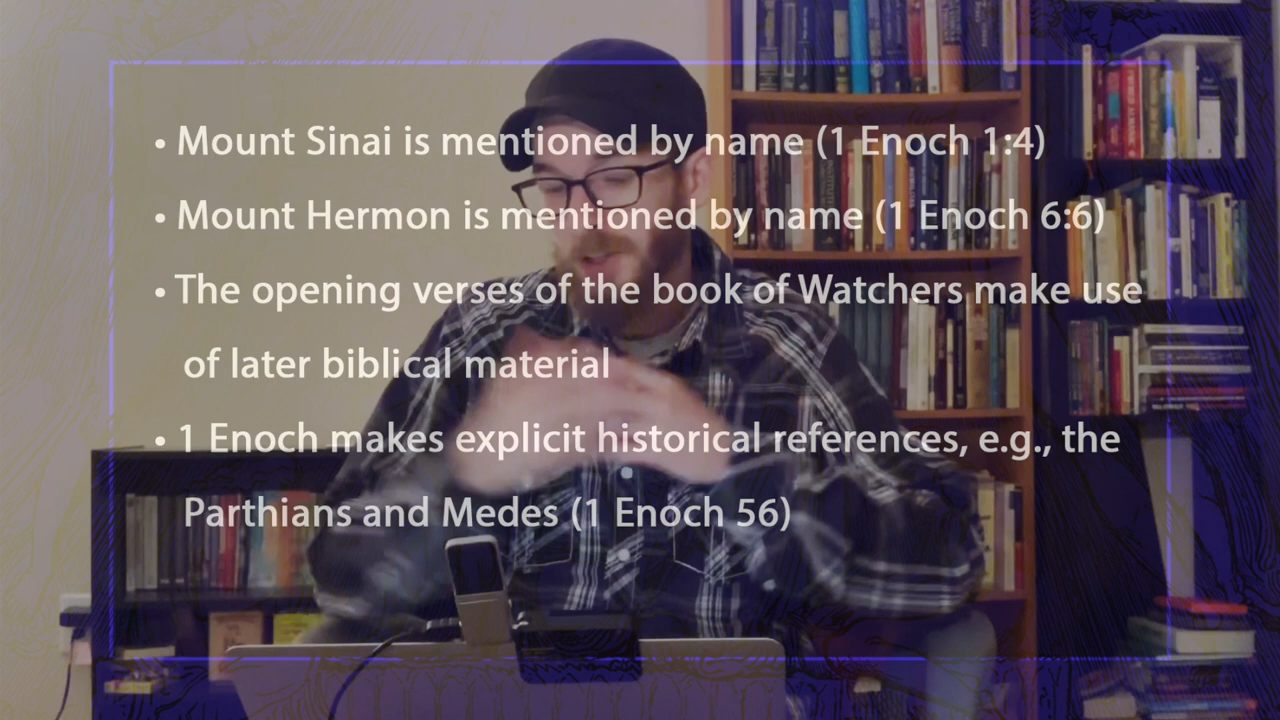 • Mount Sinai is mentioned by name (1 Enoch 1:4)
• Mount Hermon is mentioned by name (1 Enoch 6:6)
• The opening verses of the book of Watchers make use
of later biblical material
• 1 Enoch makes explicit historical references, e.g., the
Parthians and Medes (1 Enoch 56)